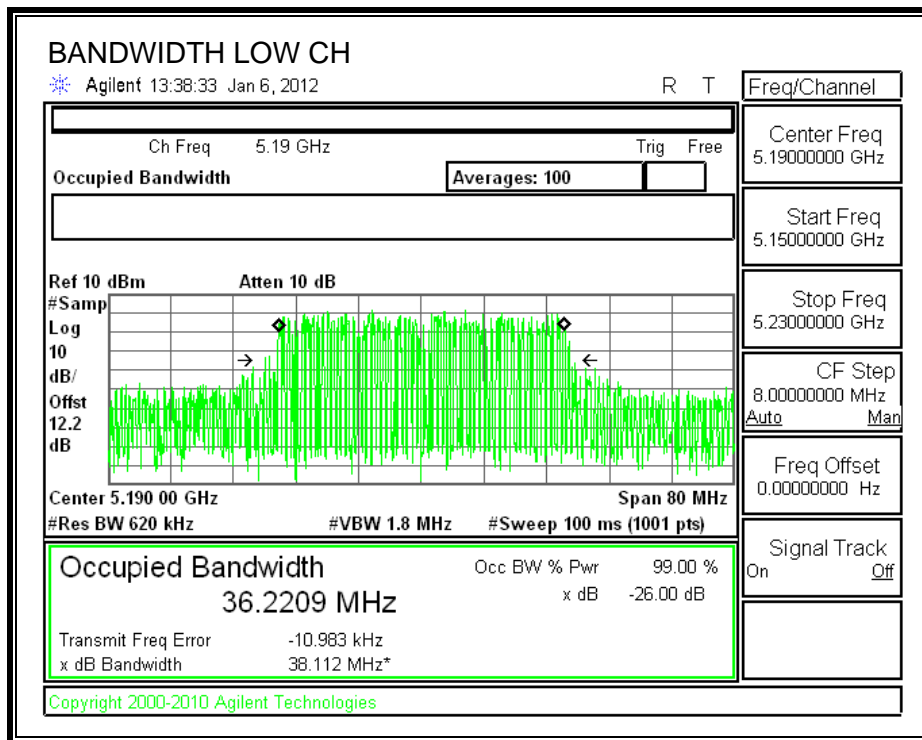 BANDWIDTH LOW CH
Agilent 13:38:33 Jan 6, 2012 R T
Freq/Channel
Ch Freq 5.19 GHz Trig Free
Occupied Bandwidth Averages: 100
Center Freq
5.19000000 GHz
Start Freq
5.15000000 GHz
Stop Freq
5.23000000 GHz
CF Step
8.00000000 MHz
Auto Man
Freq Offset
0.00000000 Hz
Signal Track
On Off
Ref 10 dBm Atten 10 dB
#Samp
Log
10
dB/
Offst
12.2
dB
Center 5.190 00 GHz Span 80 MHz
#Res BW 620 kHz #VBW 1.8 MHz #Sweep 100 ms (1001 pts)
Occupied Bandwidth
36.2209 MHz
Occ BW % Pwr 99.00 %
x dB -26.00 dB
Transmit Freq Error -10.983 kHz
x dB Bandwidth 38.112 MHz*
Copyright 2000-2010 Agilent Technologies